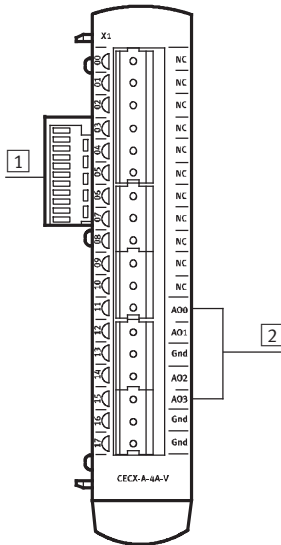 X1
00 NC
01 NC
02 NC
03 NC
04 NC
05 NC
06 NC
07 NC
08 NC
09 NC
10 NC
11 AO0
12 AO1
13 Gnd
14 AO2
15 AO3
16 Gnd
17 Gnd
1
2
CECX-A-4A-V